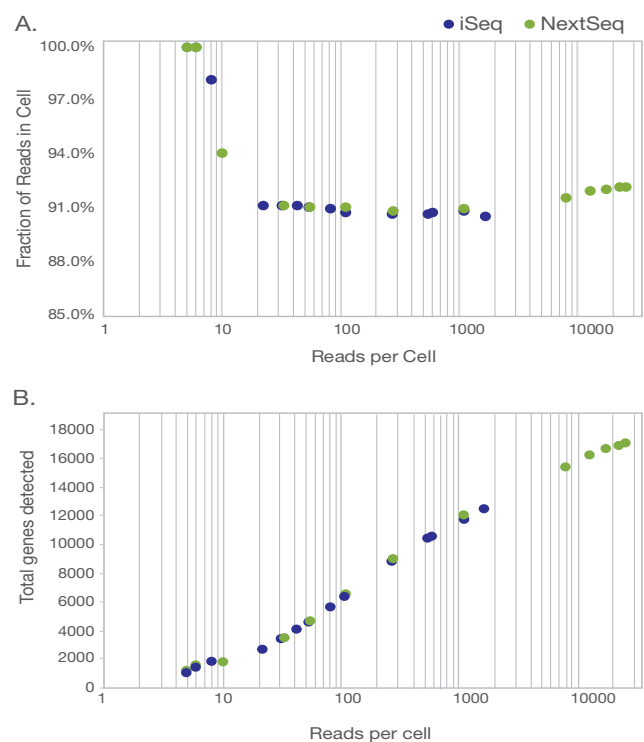 A.
iSeq NextSeq
Fraction of Reads in Cell
100.0%
97.0%
94.0%
91.0%
88.0%
85.0%
1 10 100 1000 10000
Reads per Cell
B.
Total genes detected
18000
16000
14000
12000
10000
8000
6000
4000
2000
0
1 10 100 1000 10000
Reads per cell